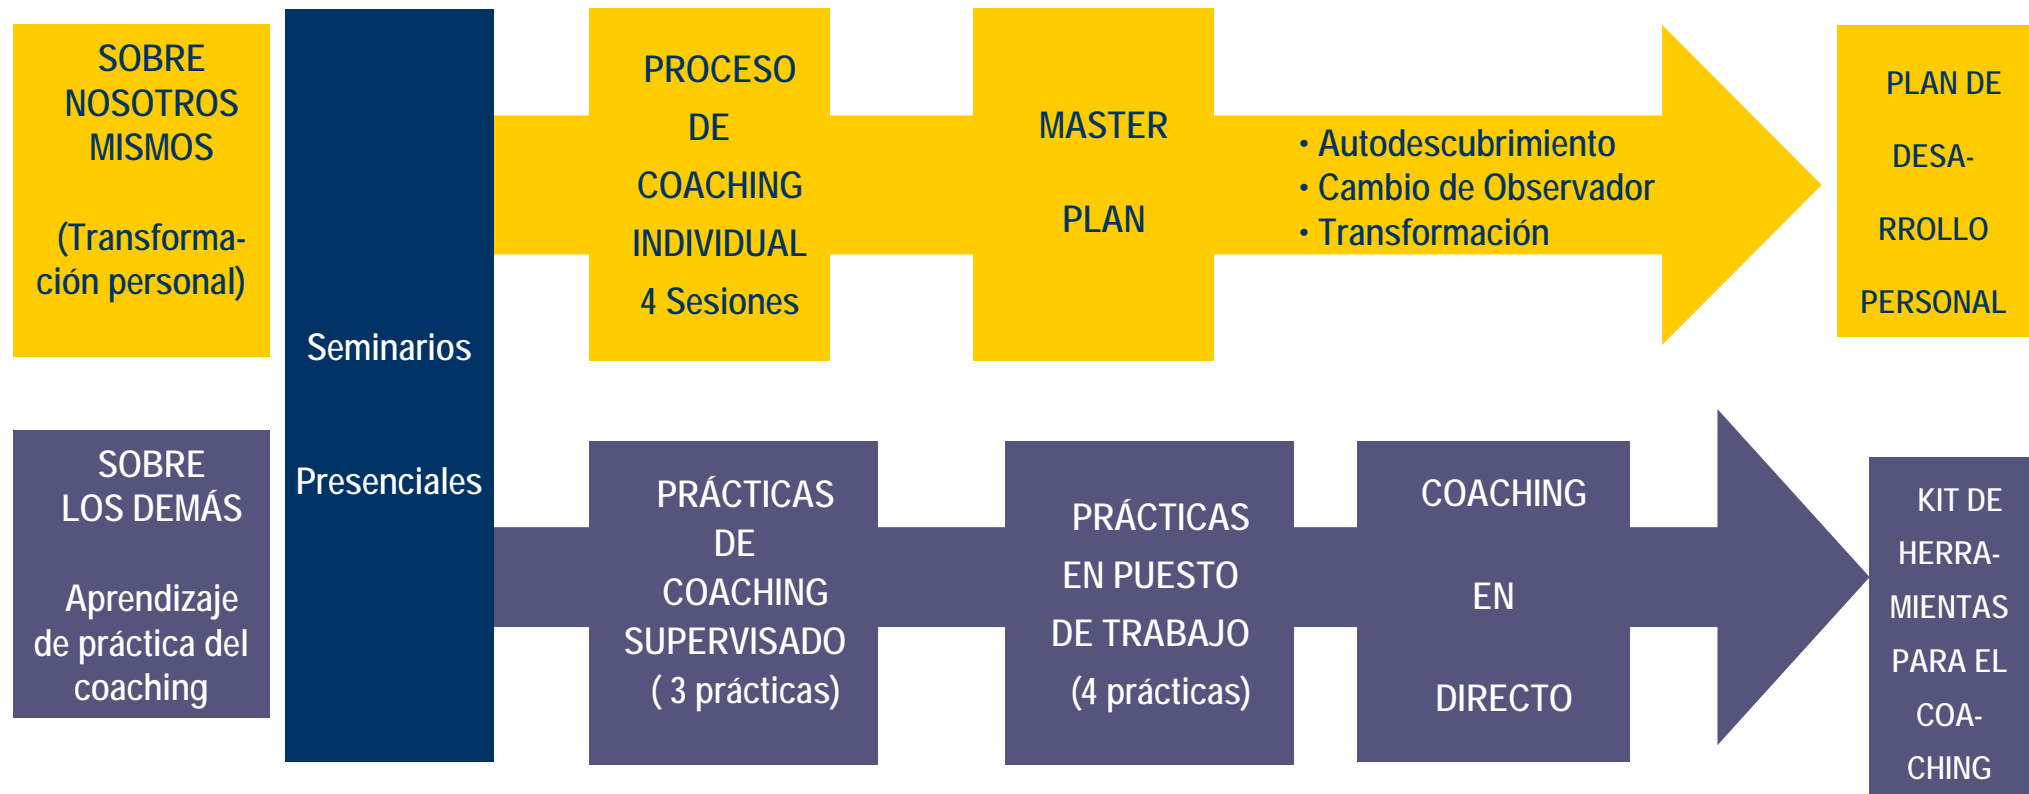 SOBRE
NOSOTROS
MISMOS
(Transforma-
ción personal)
Seminarios
Presenciales
PROCESO
DE
COACHING
INDIVIDUAL
4 Sesiones
MASTER
PLAN
• Autodescubrimiento
• Cambio de Observador
• Transformación
PLAN DE
DESA-
RROLLO
PERSONAL
SOBRE
LOS DEMÁS
Aprendizaje
de práctica del
coaching
PRÁCTICAS
DE
COACHING
SUPERVISADO
( 3 prácticas)
PRÁCTICAS
EN PUESTO
DE TRABAJO
(4 prácticas)
COACHING
EN
DIRECTO
KIT DE
HERRA-
MIENTAS
PARA EL
COA-
CHING